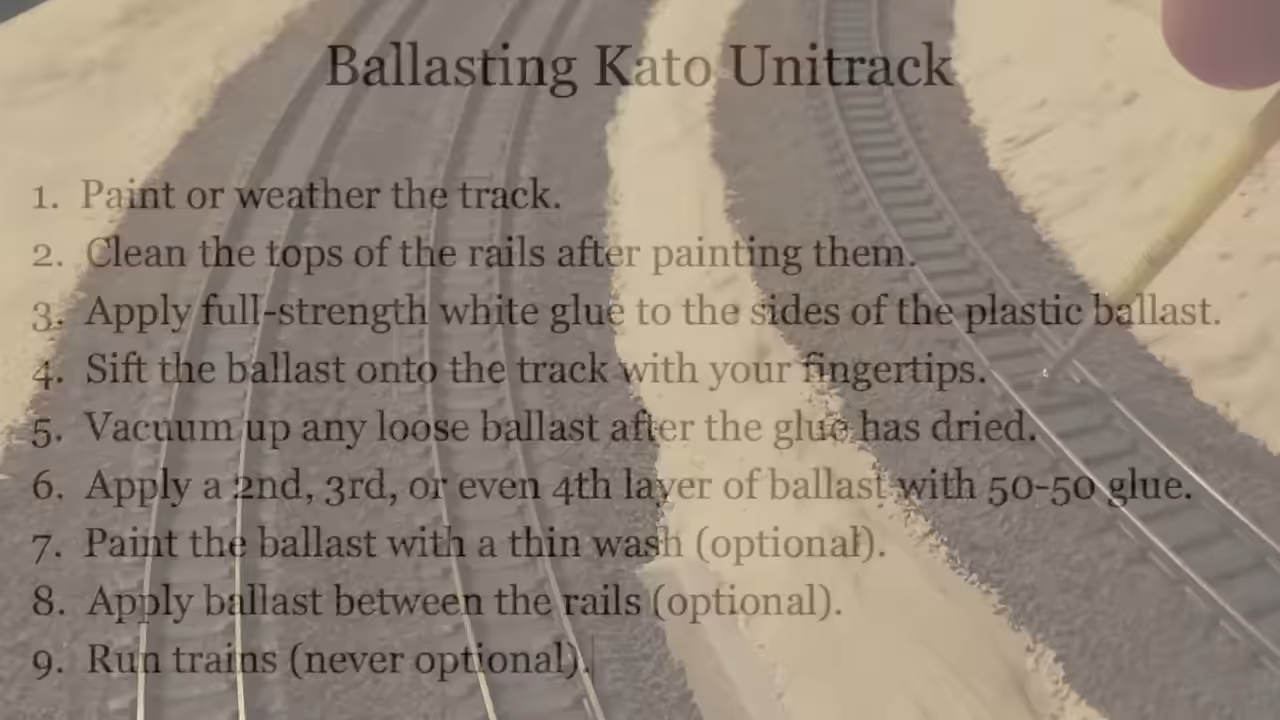 Ballasting Kato Unitrack
1. Paint or weather the track.
2. Clean the tops of the rails after painting them.
3. Apply full-strength white glue to the sides of the plastic ballast.
4. Sift the ballast onto the track with your fingertips.
5. Vacuum up any loose ballast after the glue has dried.
6. Apply a 2nd, 3rd, or even 4th layer of ballast with 50-50 glue.
7. Paint the ballast with a thin wash (optional).
8. Apply ballast between the rails (optional).
9. Run trains (never optional).